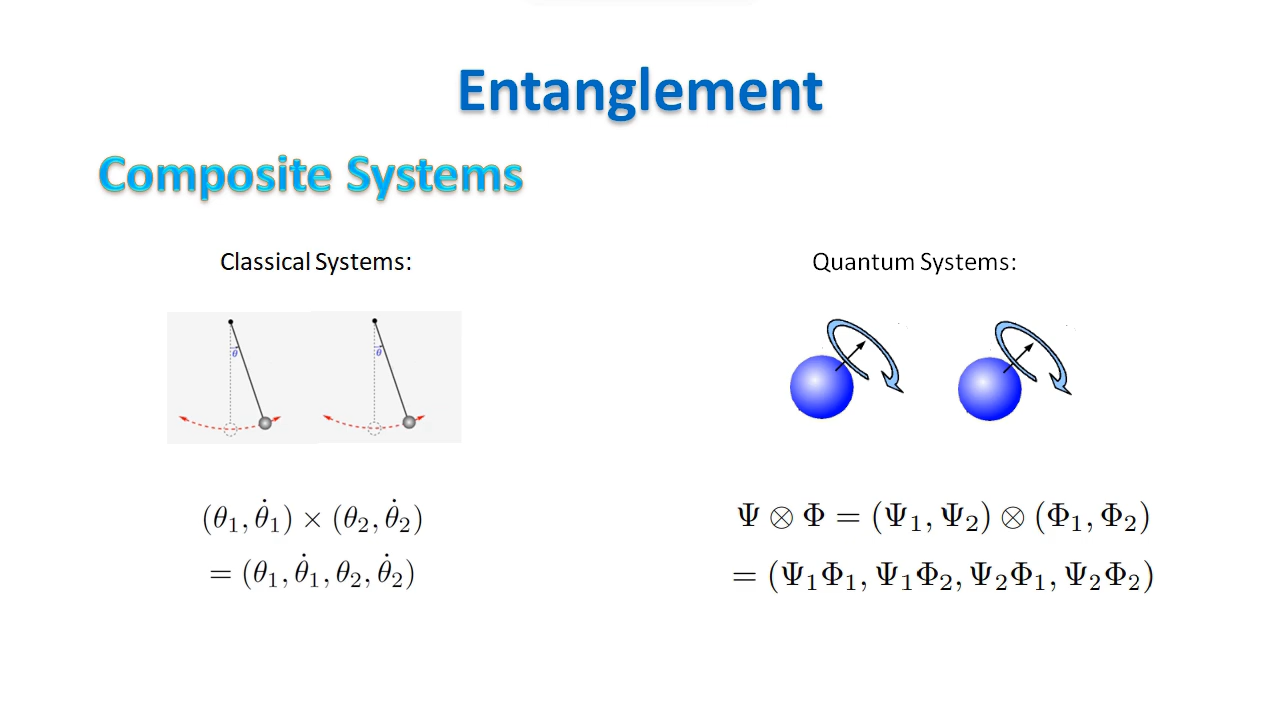 Entanglement
Composite Systems
Classical Systems:
Quantum Systems:
θ
θ
(θ₁, θ̇₁) × (θ₂, θ̇₂)
= (θ₁, θ̇₁, θ₂, θ̇₂)
Ψ ⊗ Φ = (Ψ₁, Ψ₂) ⊗ (Φ₁, Φ₂)
= (Ψ₁Φ₁, Ψ₁Φ₂, Ψ₂Φ₁, Ψ₂Φ₂)